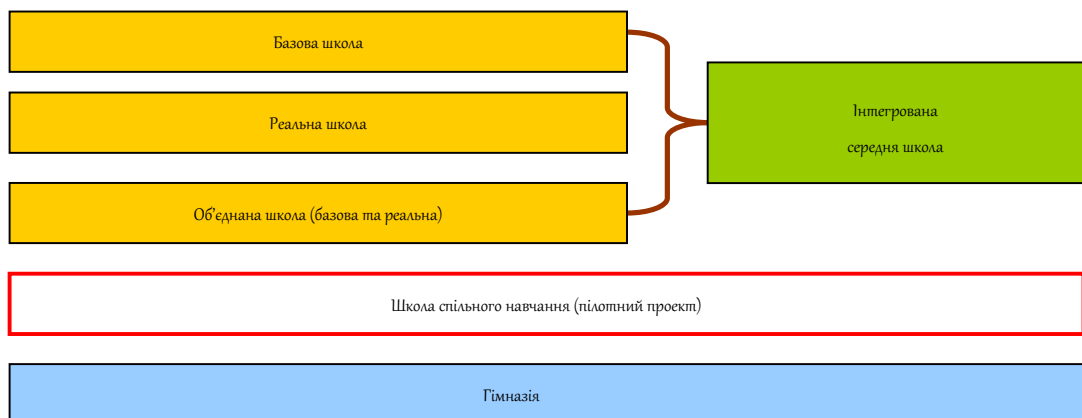 Базова школа
Реальна школа
Об'єднана школа (базова та реальна)
Інтегрована
середня школа
Школа спільного навчання (пілотний проект)
Гімназія